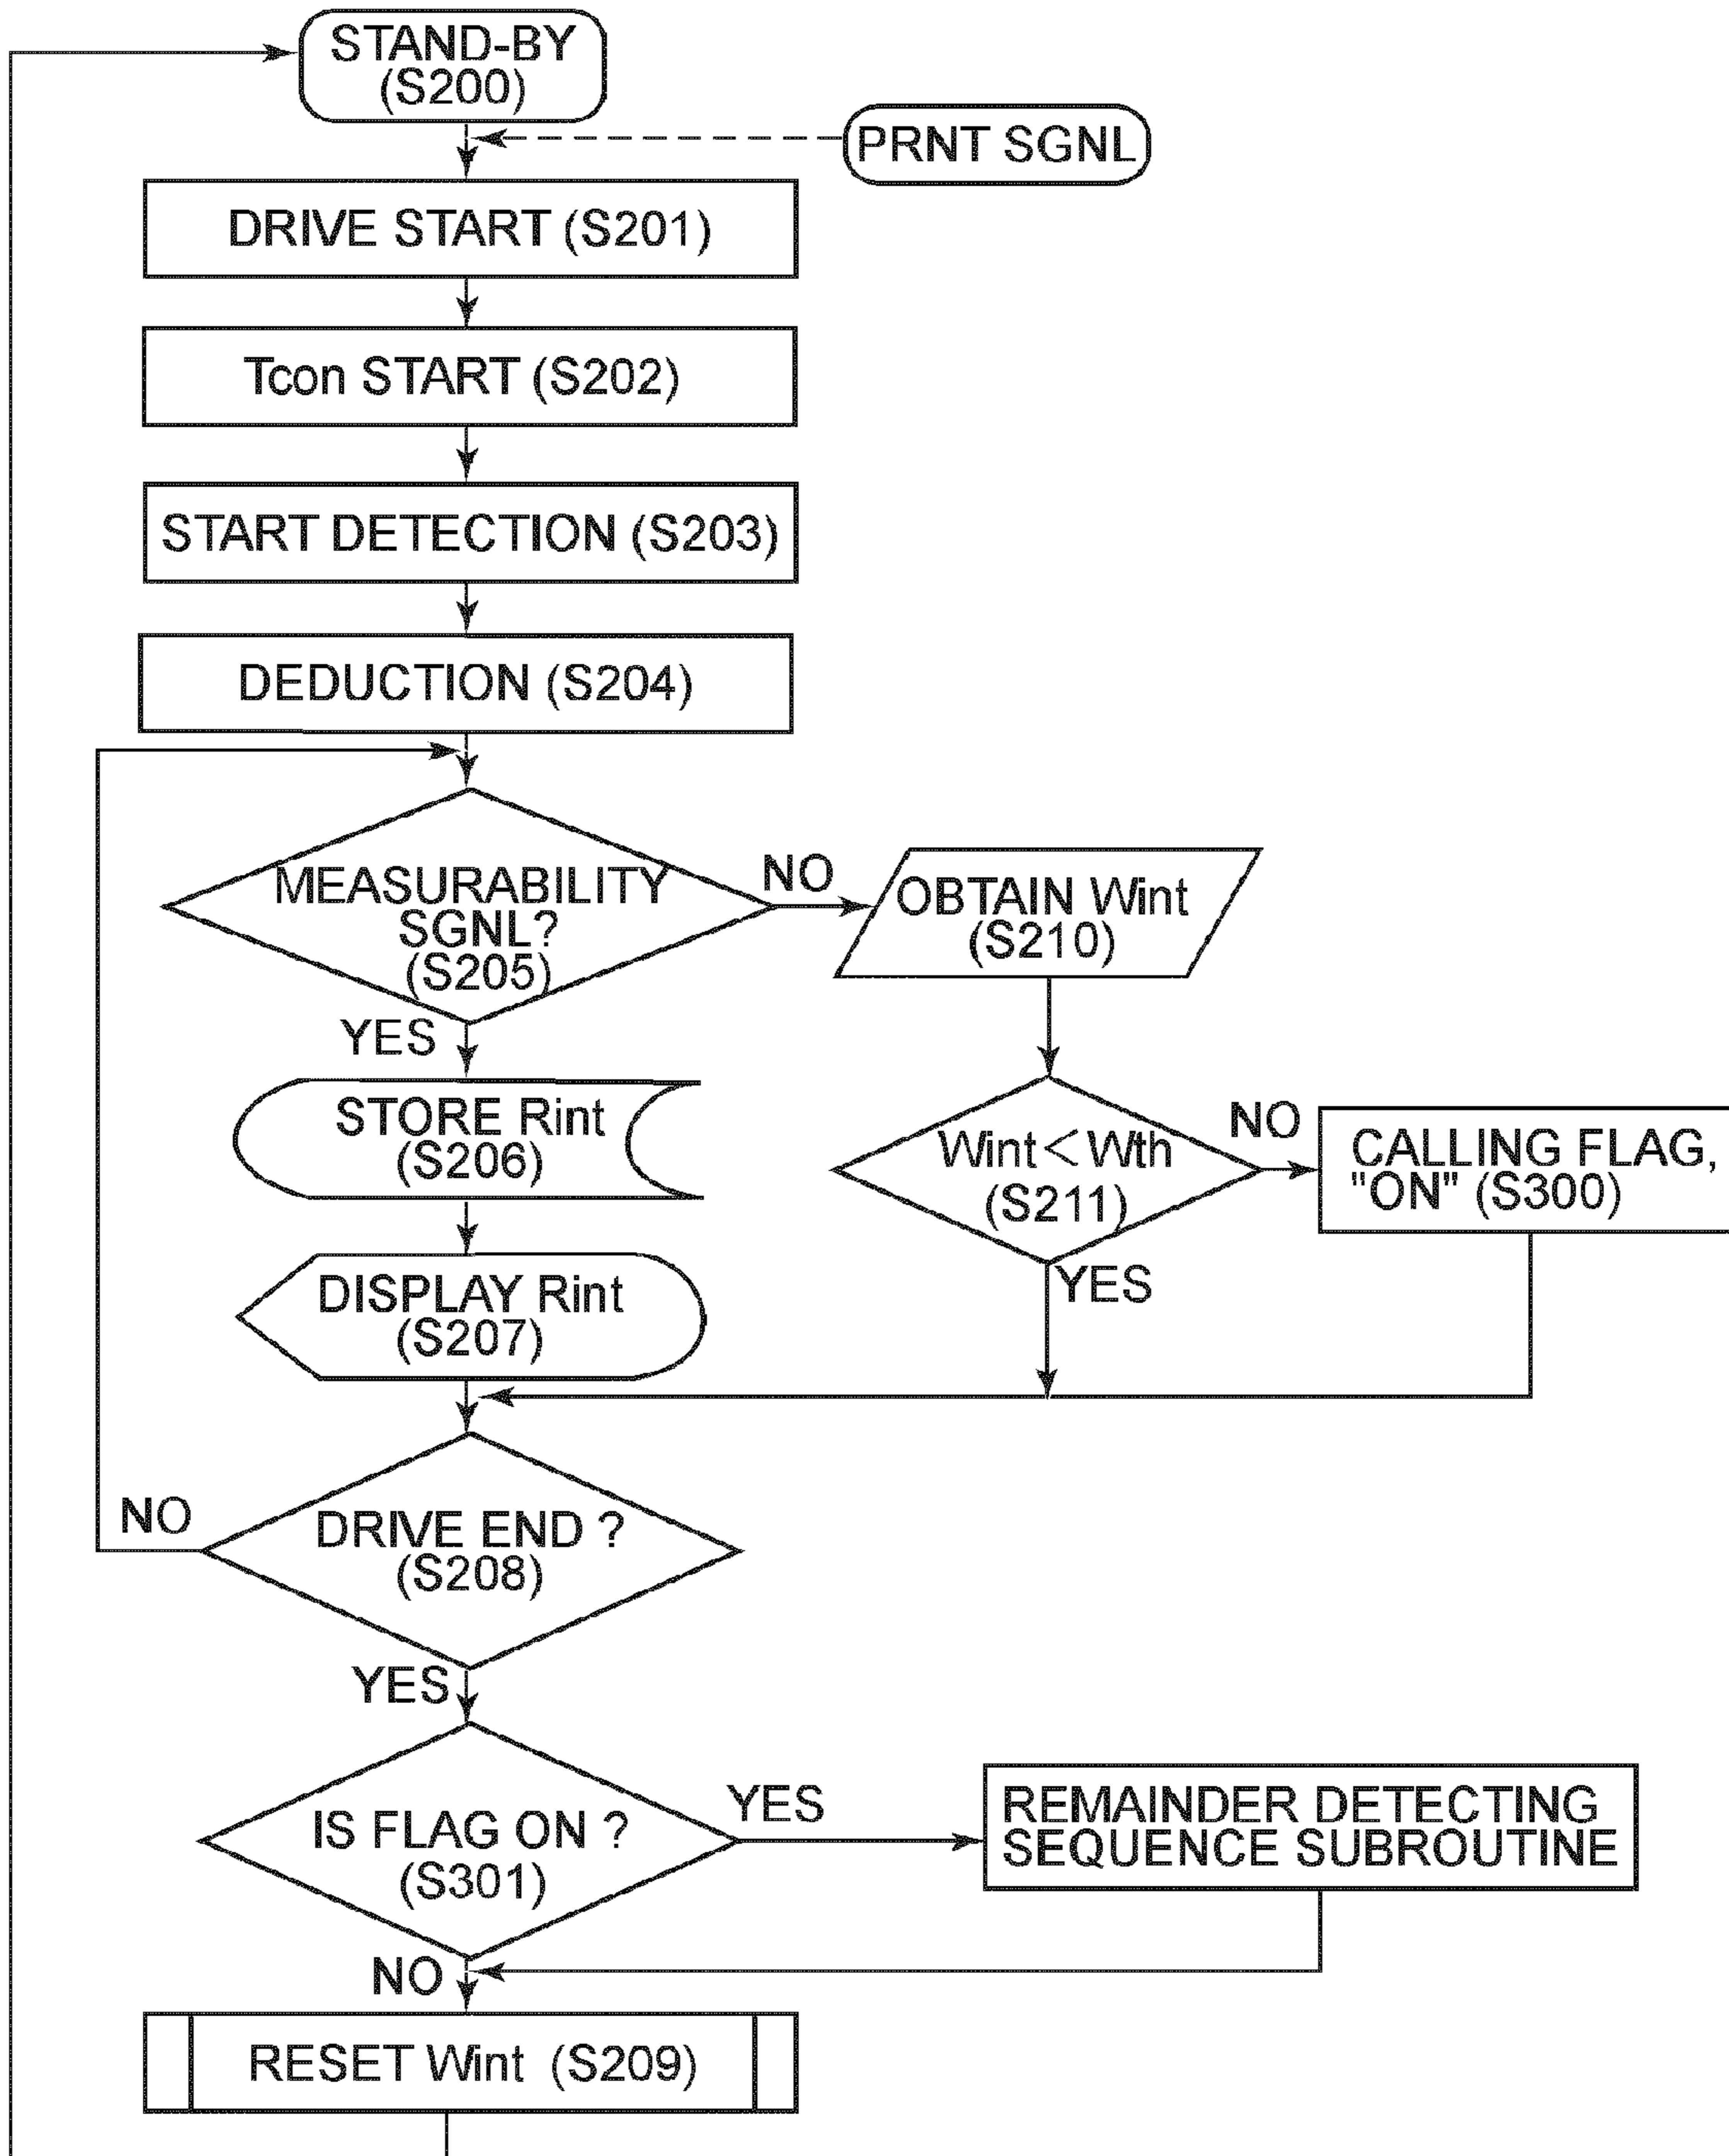 STAND-BY
(S200)
PRNT SGNL
DRIVE START (S201)
Tcon START (S202)
START DETECTION (S203)
DEDUCTION (S204)
MEASURABILITY
SGNL?
(S205)
NO
OBTAIN Wint
(S210)
YES
STORE Rint
(S206)
Wint<Wth
(S211)
NO
CALLING FLAG,
"ON" (S300)
YES
DISPLAY Rint
(S207)
NO
DRIVE END ?
(S208)
YES
IS FLAG ON ?
(S301)
YES
REMAINDER DETECTING
SEQUENCE SUBROUTINE
NO
RESET Wint (S209)